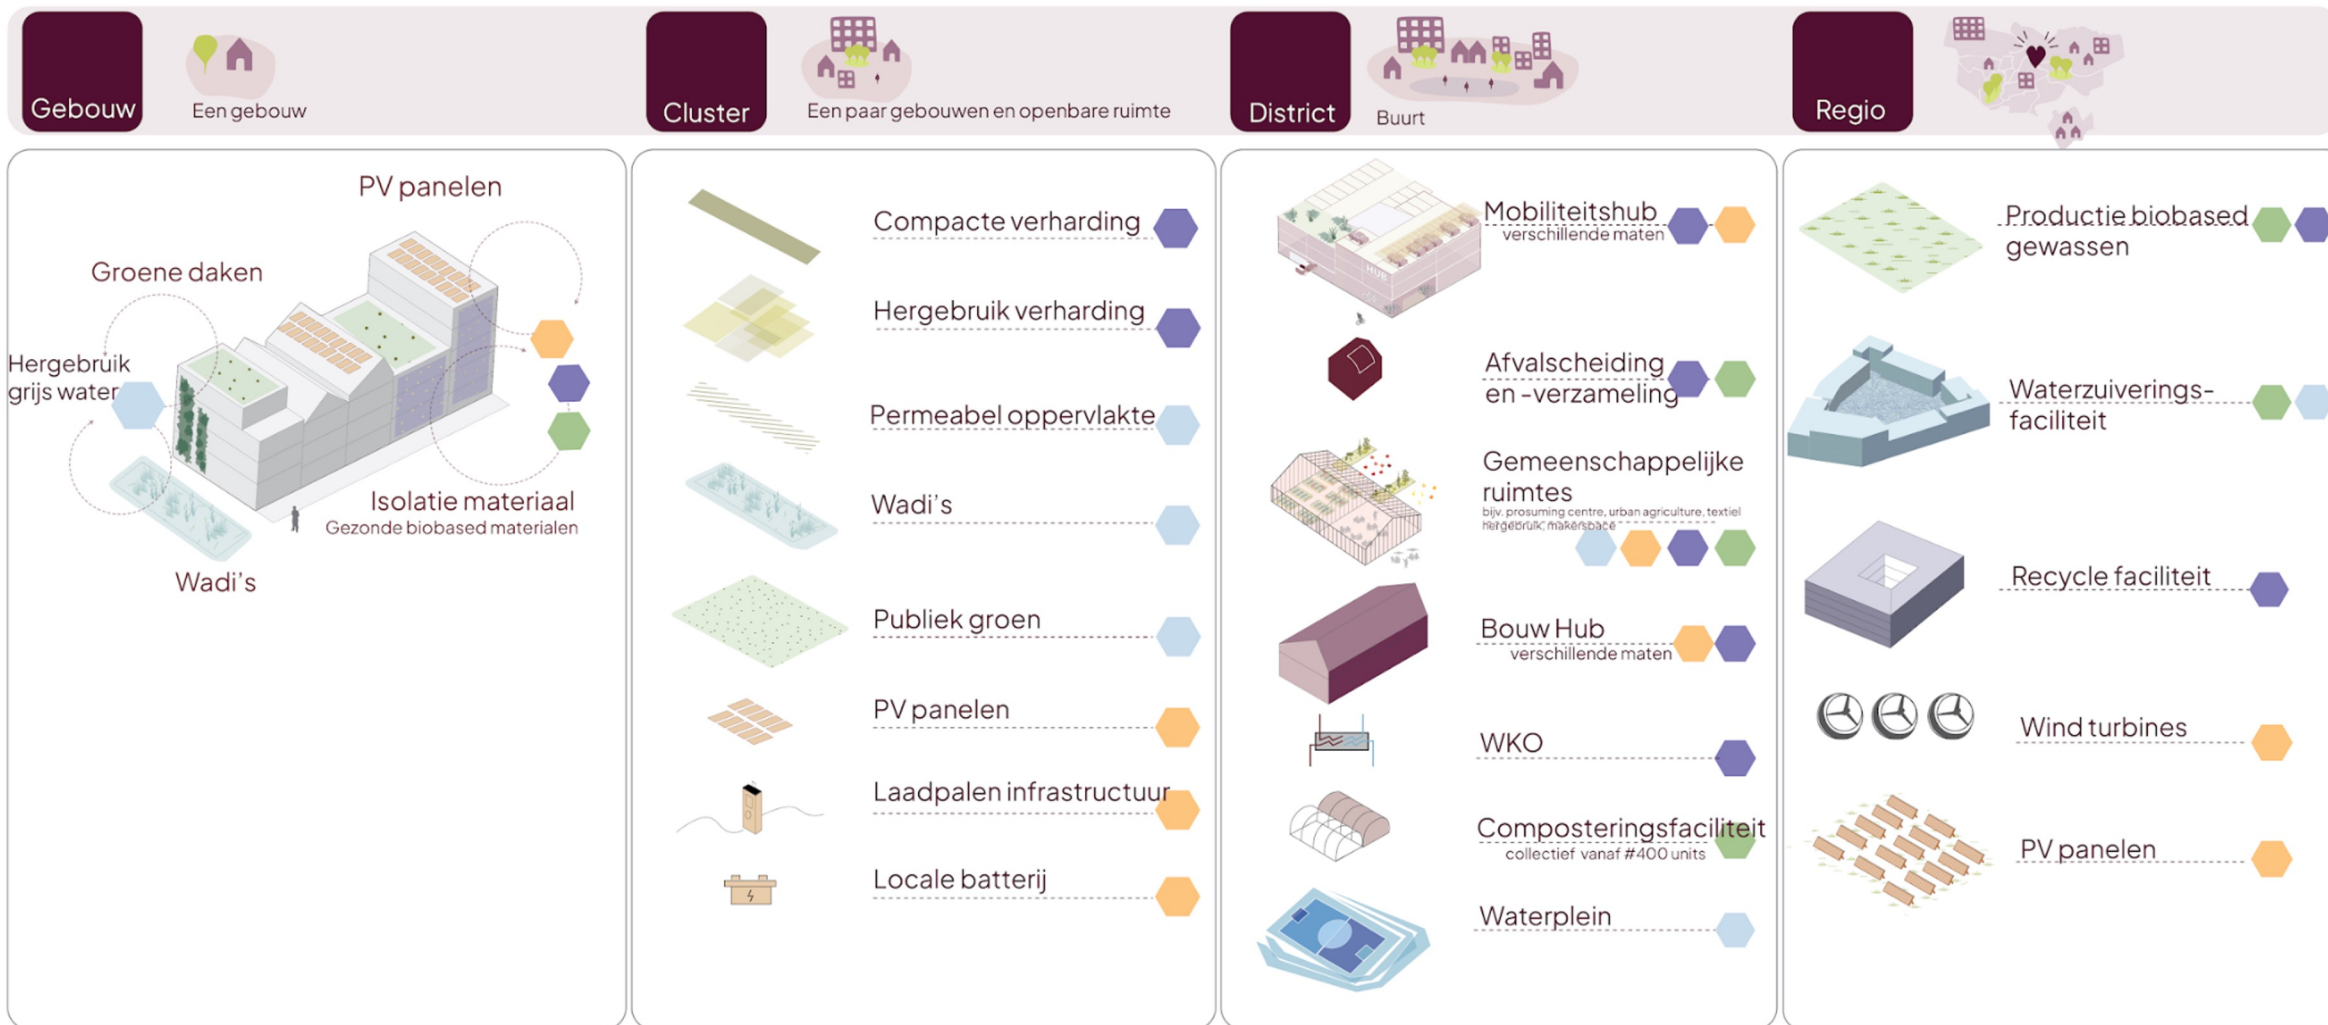 Gebouw
Een gebouw
Cluster
Een paar gebouwen en openbare ruimte
District
Buurt
Regio
PV panelen
Groene daken
Hergebruik
grijs water
Isolatie materiaal
Gezonde biobased materialen
Wadi's
Compacte verharding
Hergebruik verharding
Permeabel oppervlakte
Wadi's
Publiek groen
PV panelen
Laadpalen infrastructuur
Locale batterij
HUB
Mobiliteitshub
verschillende maten
Afvalscheiding
en -verzameling
Gemeenschappelijke
ruimtes
bijv. prosuming centre, urban agriculture, textiel
hergebruik, makerspace
Bouw Hub
verschillende maten
WKO
Composteringsfaciliteit
collectief vanaf #400 units
Waterplein
Productie biobased
gewassen
Waterzuiverings-
faciliteit
Recycle faciliteit
Wind turbines
PV panelen